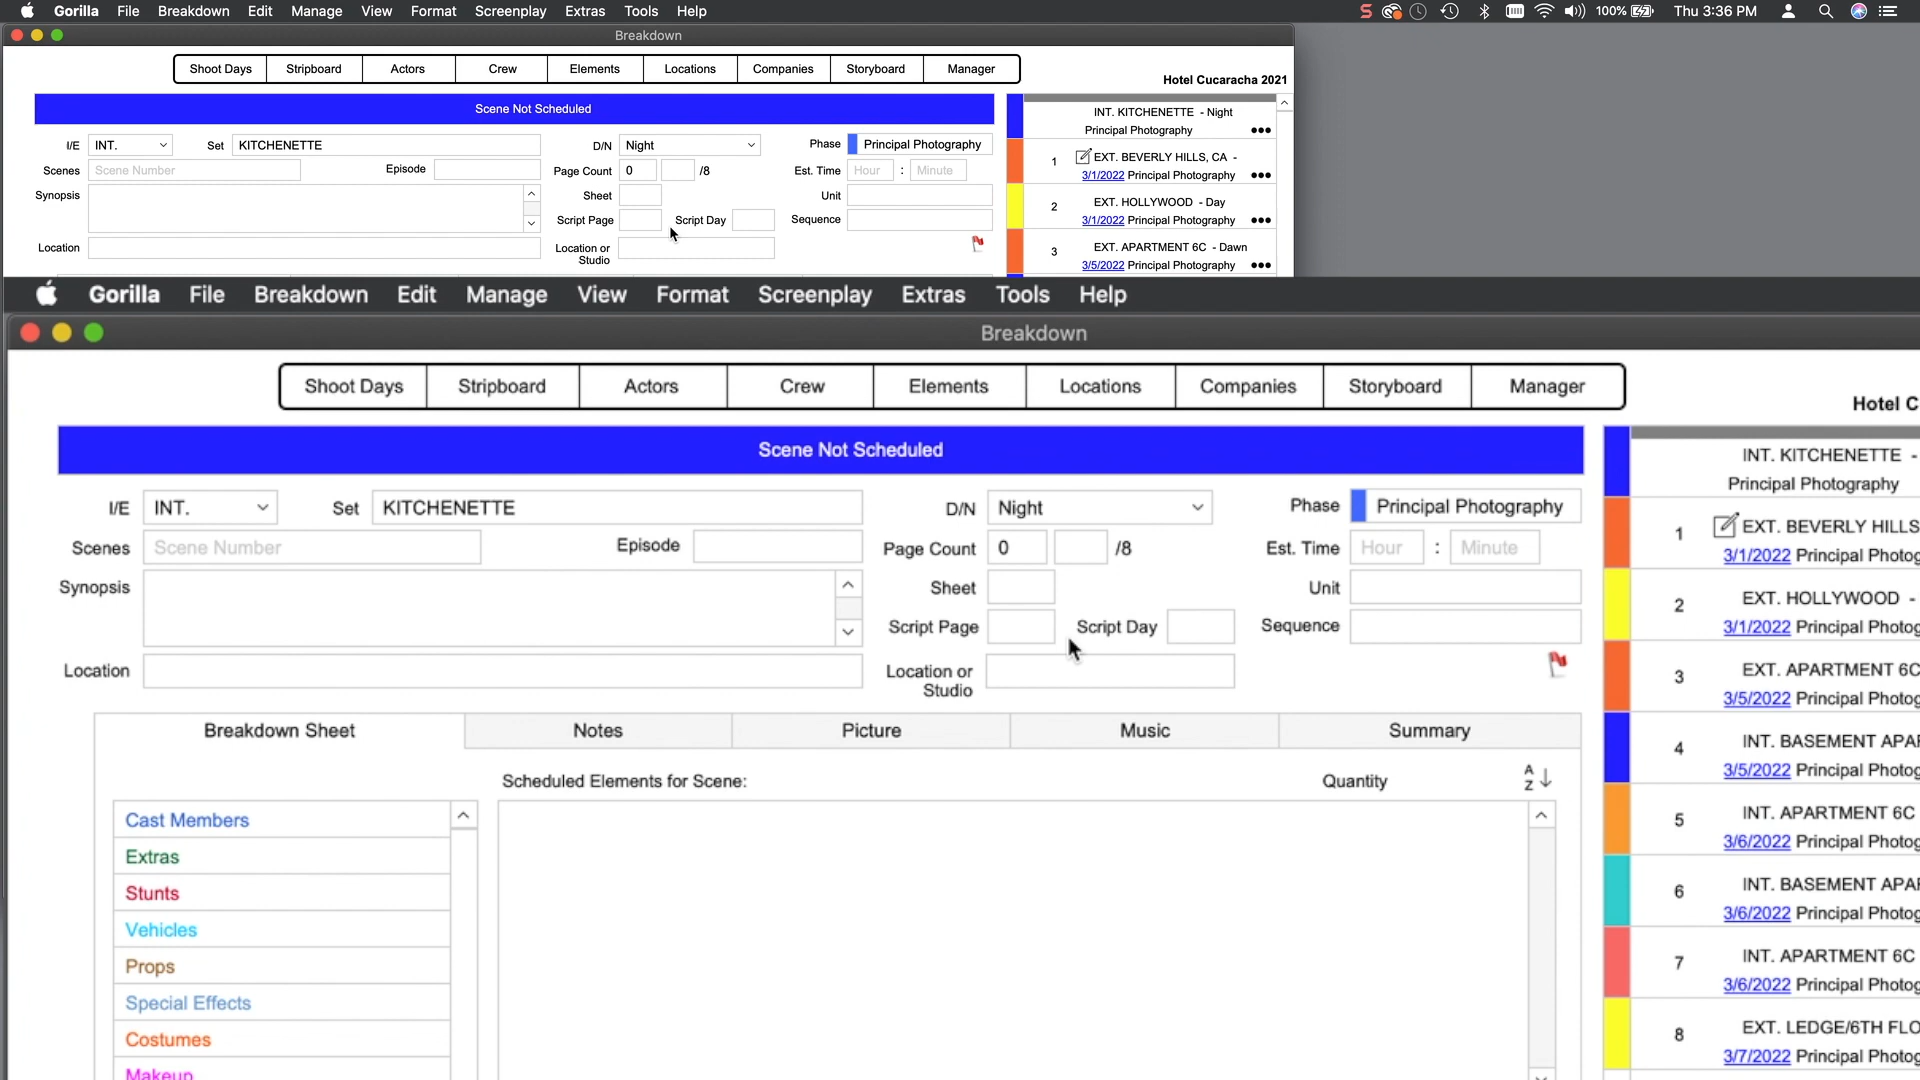 Gorilla File Breakdown Edit Manage View Format Screenplay Extras Tools Help 100% Thu 3:36 PM
Breakdown
Shoot Days Stripboard Actors Crew Elements Locations Companies Storyboard Manager
Hotel Cucaracha 2021
Scene Not Scheduled
I/E INT. Set KITCHENETTE D/N Night Phase Principal Photography
Scenes Scene Number Episode Page Count 0 /8 Est. Time Hour : Minute
Synopsis Sheet Unit
Script Page Script Day Sequence
Location Location or
Studio
INT. KITCHENETTE - Night
Principal Photography
1 EXT. BEVERLY HILLS, CA -
3/1/2022 Principal Photography
2 EXT. HOLLYWOOD - Day
3/1/2022 Principal Photography
3 EXT. APARTMENT 6C - Dawn
3/5/2022 Principal Photography
Gorilla File Breakdown Edit Manage View Format Screenplay Extras Tools Help
Breakdown
Shoot Days Stripboard Actors Crew Elements Locations Companies Storyboard Manager
Hotel C
Scene Not Scheduled
I/E INT. Set KITCHENETTE D/N Night Phase Principal Photography
Scenes Scene Number Episode Page Count 0 /8 Est. Time Hour : Minute
Synopsis Sheet Unit
Script Page Script Day Sequence
Location Location or
Studio
Breakdown Sheet Notes Picture Music Summary
Scheduled Elements for Scene: Quantity A
Z
Cast Members
Extras
Stunts
Vehicles
Props
Special Effects
Costumes
Makeup
INT. KITCHENETTE -
Principal Photography
1 EXT. BEVERLY HILLS
3/1/2022 Principal Photog
2 EXT. HOLLYWOOD -
3/1/2022 Principal Photog
3 EXT. APARTMENT 6C
3/5/2022 Principal Photog
4 INT. BASEMENT APA
3/5/2022 Principal Photog
5 INT. APARTMENT 6C
3/6/2022 Principal Photog
6 INT. BASEMENT APA
3/6/2022 Principal Photog
7 INT. APARTMENT 6C
3/6/2022 Principal Photog
8 EXT. LEDGE/6TH FLO
3/7/2022 Principal Photog